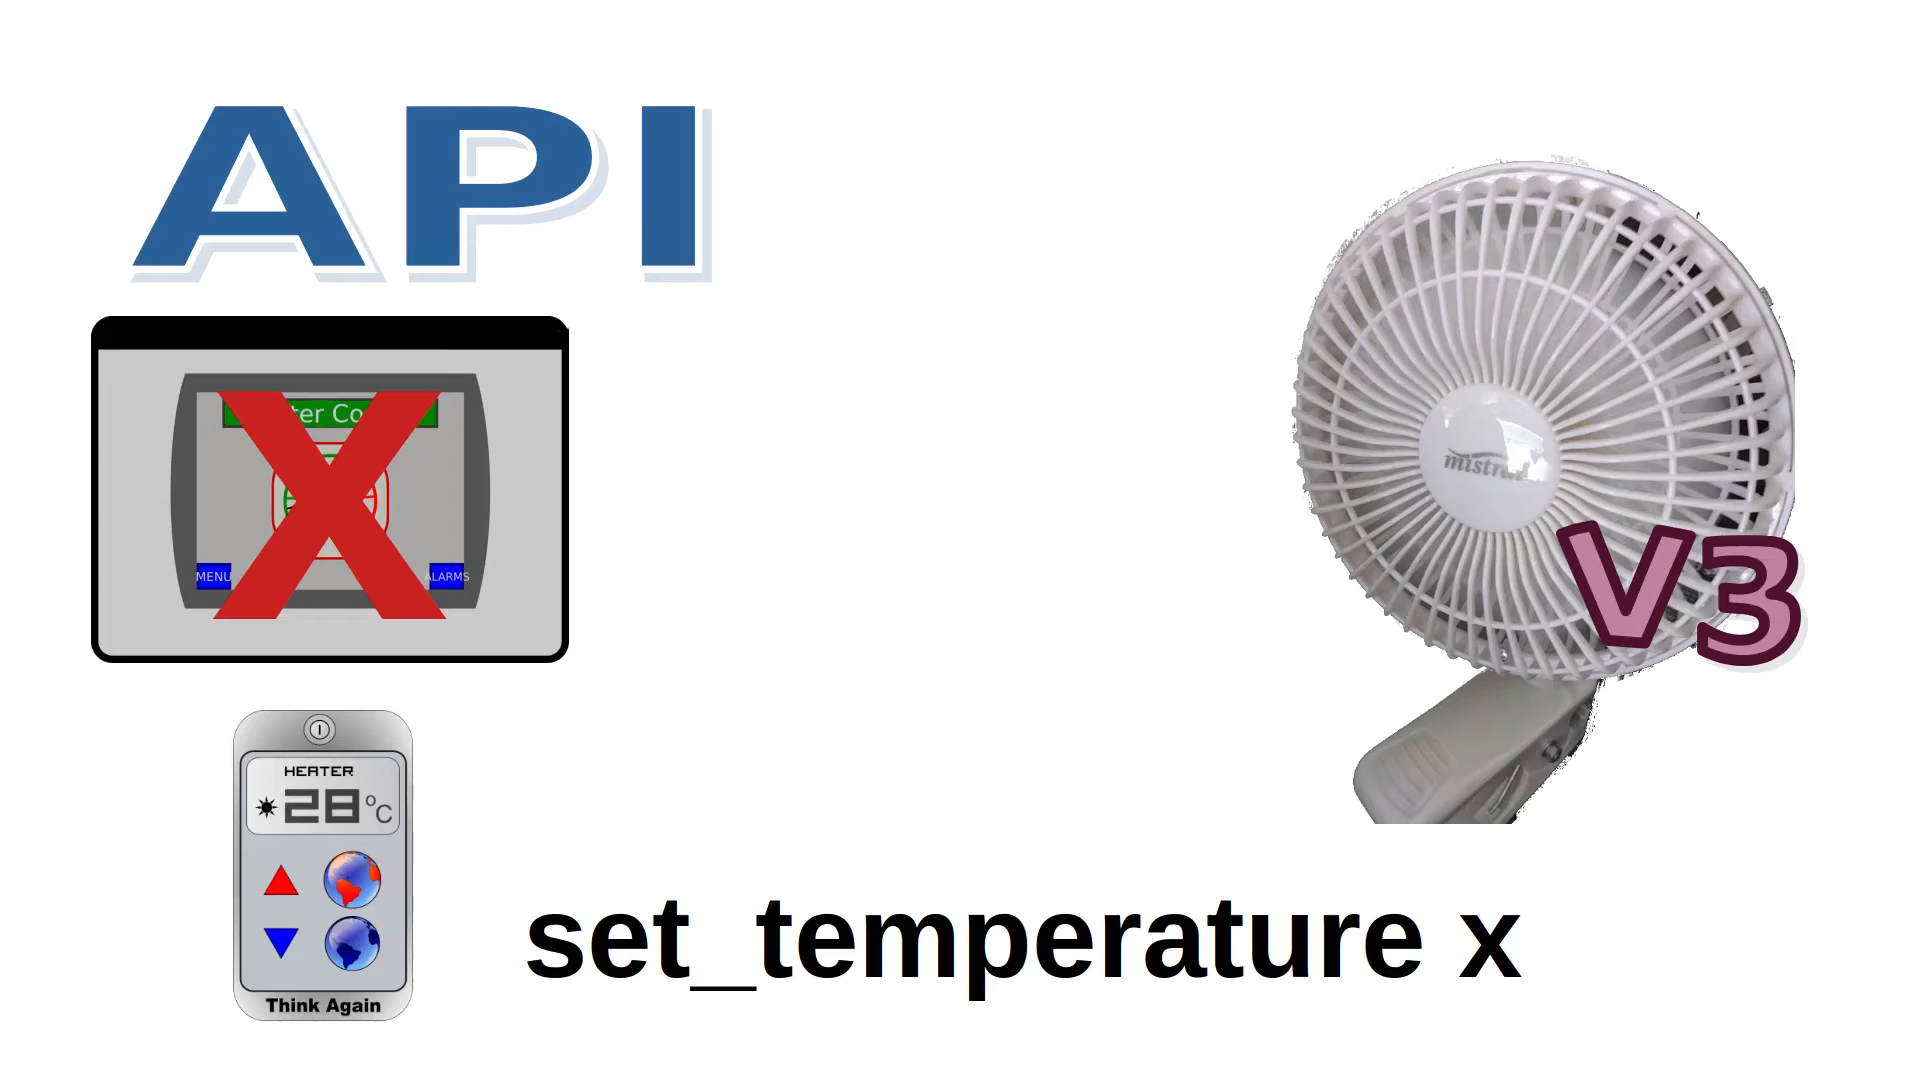 API
MENU
ALARMS
V3
HEATER
28°C
Think Again
set_temperature x